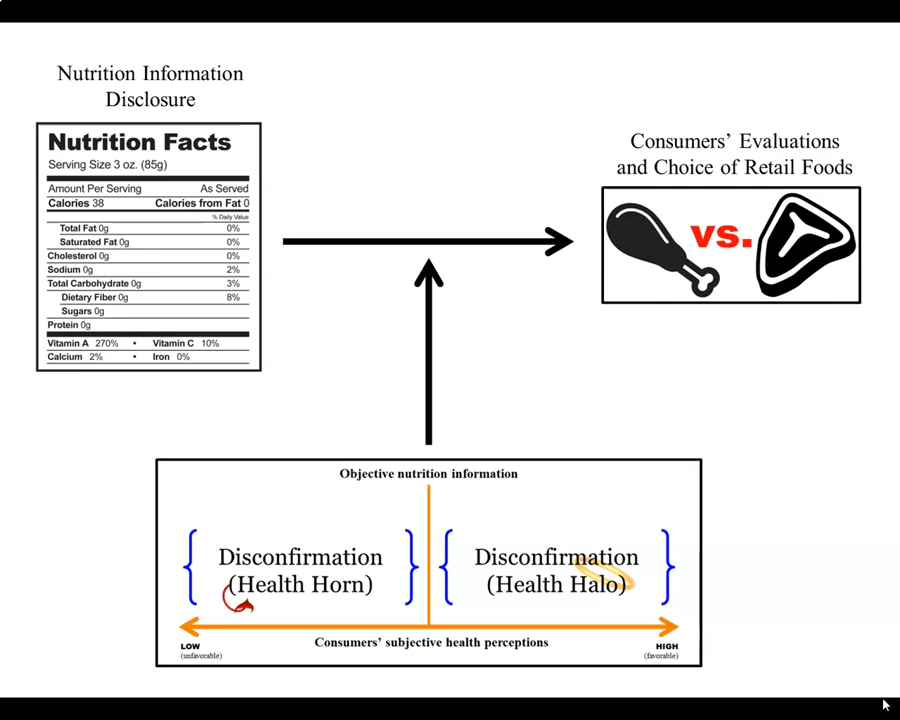 Nutrition Information
Disclosure
Nutrition Facts
Serving Size 3 oz. (85g)
Amount Per Serving As Served
Calories 38 Calories from Fat 0
% Daily Value
Total Fat 0g 0%
Saturated Fat 0g 0%
Cholesterol 0g 0%
Sodium 0g 2%
Total Carbohydrate 0g 3%
Dietary Fiber 0g 8%
Sugars 0g
Protein 0g
Vitamin A 270% • Vitamin C 10%
Calcium 2% • Iron 0%
Consumers’ Evaluations
and Choice of Retail Foods
vs.
Objective nutrition information
Disconfirmation
(Health Horn)
Disconfirmation
(Health Halo)
Consumers’ subjective health perceptions
LOW
(unfavorable)
HIGH
(favorable)